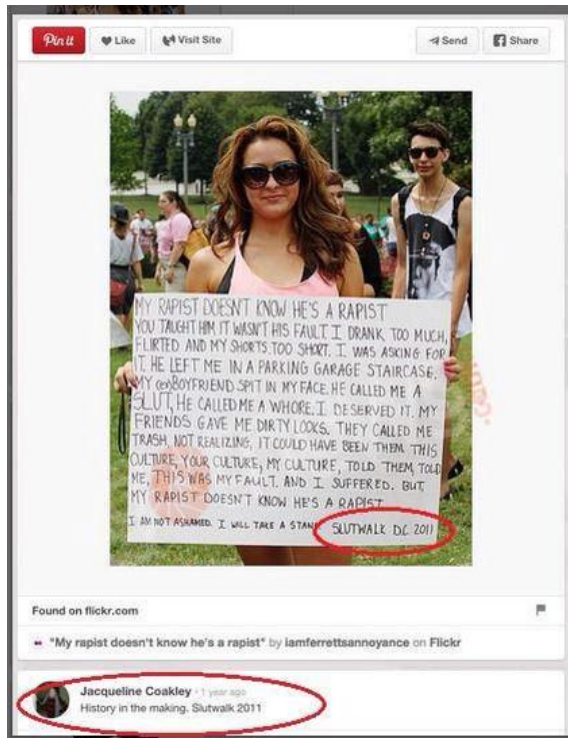 Pin it Like Visit Site Send Share
MY RAPIST DOESN'T KNOW HE'S A RAPIST
YOU TAUGHT HIM IT WASN'T HIS FAULT. I DRANK TOO MUCH,
FLIRTED AND MY SHORTS TOO SHORT. I WAS ASKING FOR
IT. HE LEFT ME IN A PARKING GARAGE STAIRCASE.
MY (ex)BOYFRIEND SPIT IN MY FACE. HE CALLED ME A
SLUT, HE CALLED ME A WHORE. I DESERVED IT. MY
FRIENDS GAVE ME DIRTY LOOKS. THEY CALLED ME
TRASH, NOT REALIZING, IT COULD HAVE BEEN THEM. THIS
CULTURE, YOUR CULTURE, MY CULTURE, TOLD THEM, TOLD
ME, THIS WAS MY FAULT. AND I SUFFERED. BUT
MY RAPIST DOESN'T KNOW HE'S A RAPIST
I AM NOT ASHAMED. I WILL TAKE A STAND SLUTWALK D.C. 2011
Found on flickr.com
"My rapist doesn't know he's a rapist" by iamferrettsannoyance on Flickr
Jacqueline Coakley · 1 year ago
History in the making. Slutwalk 2011